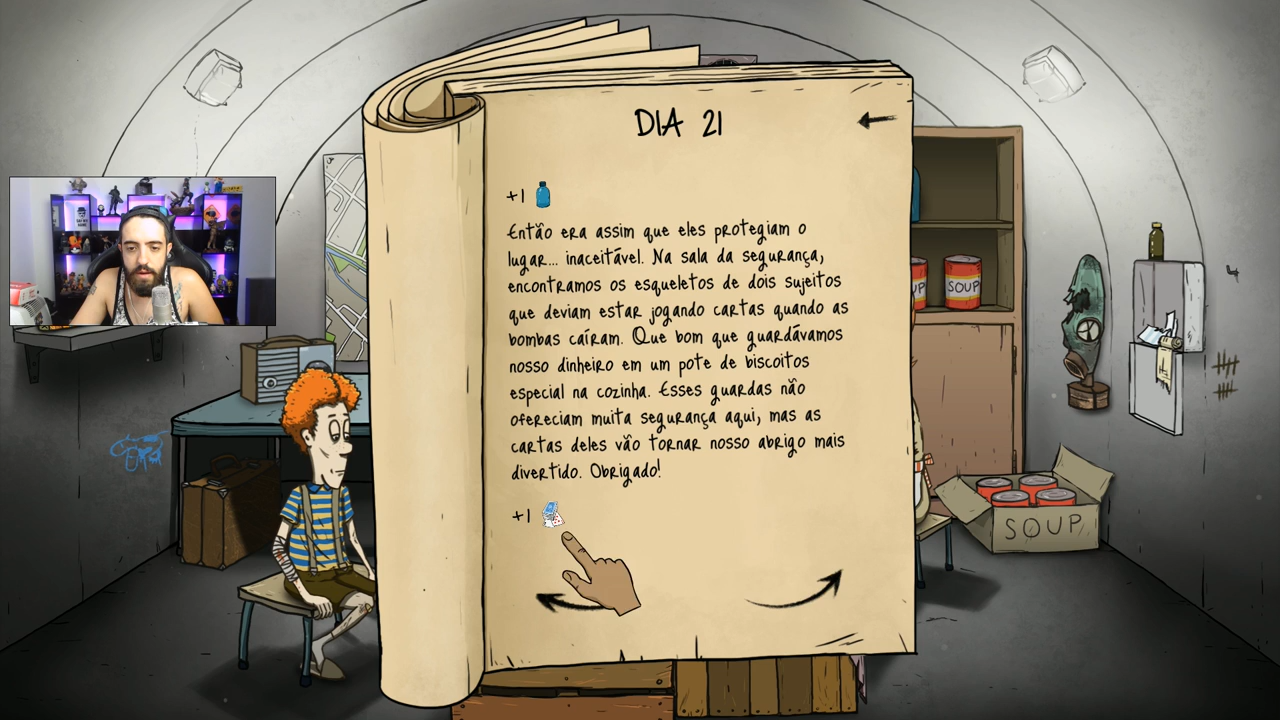 DIA 21
+1
Então era assim que eles protegiam o
lugar... inaceitável. Na sala da segurança,
encontramos os esqueletos de dois sujeitos
que deviam estar jogando cartas quando as
bombas caíram. Que bom que guardávamos
nosso dinheiro em um pote de biscoitos
especial na cozinha. Esses guardas não
ofereciam muita segurança aqui, mas as
cartas deles vão tornar nosso abrigo mais
divertido. Obrigado!
+1
SOUP
SOUP